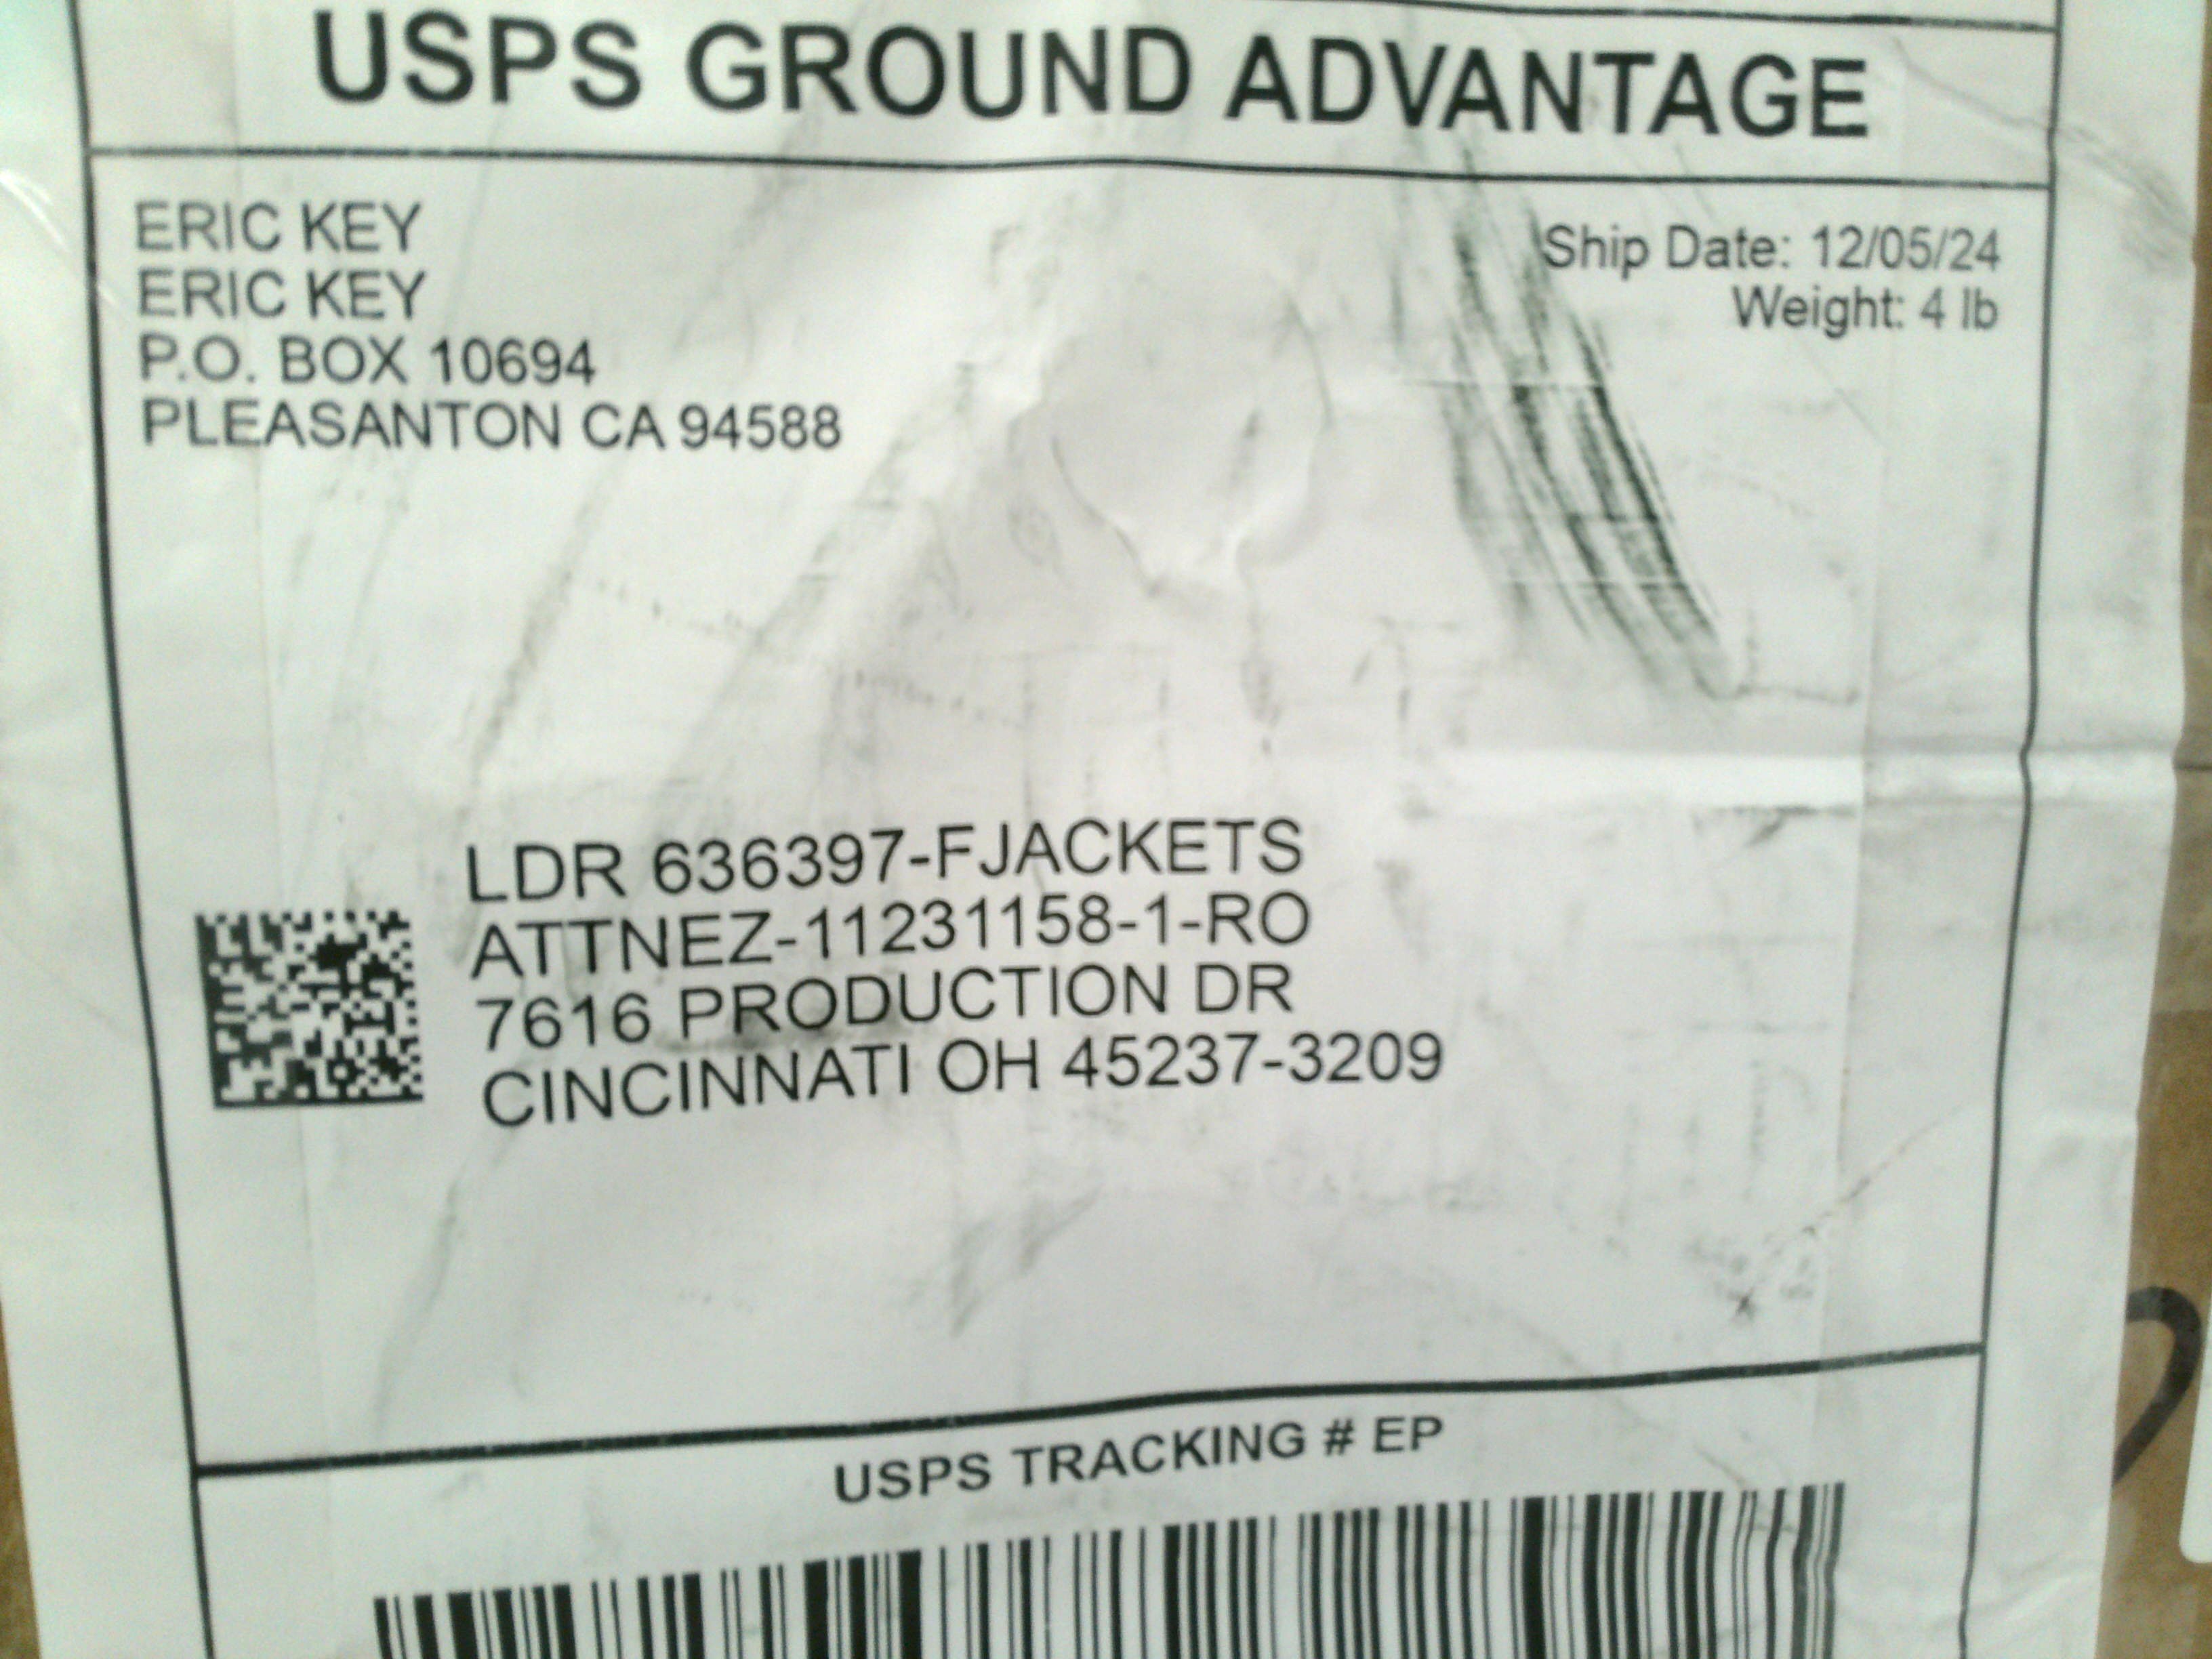 USPS GROUND ADVANTAGE
ERIC KEY
ERIC KEY
P.O. BOX 10694
PLEASANTON CA 94588
Ship Date: 12/05/24
Weight: 4 lb
LDR 636397-FJACKETS
ATTNEZ-11231158-1-RO
7616 PRODUCTION DR
CINCINNATI OH 45237-3209
USPS TRACKING # EP